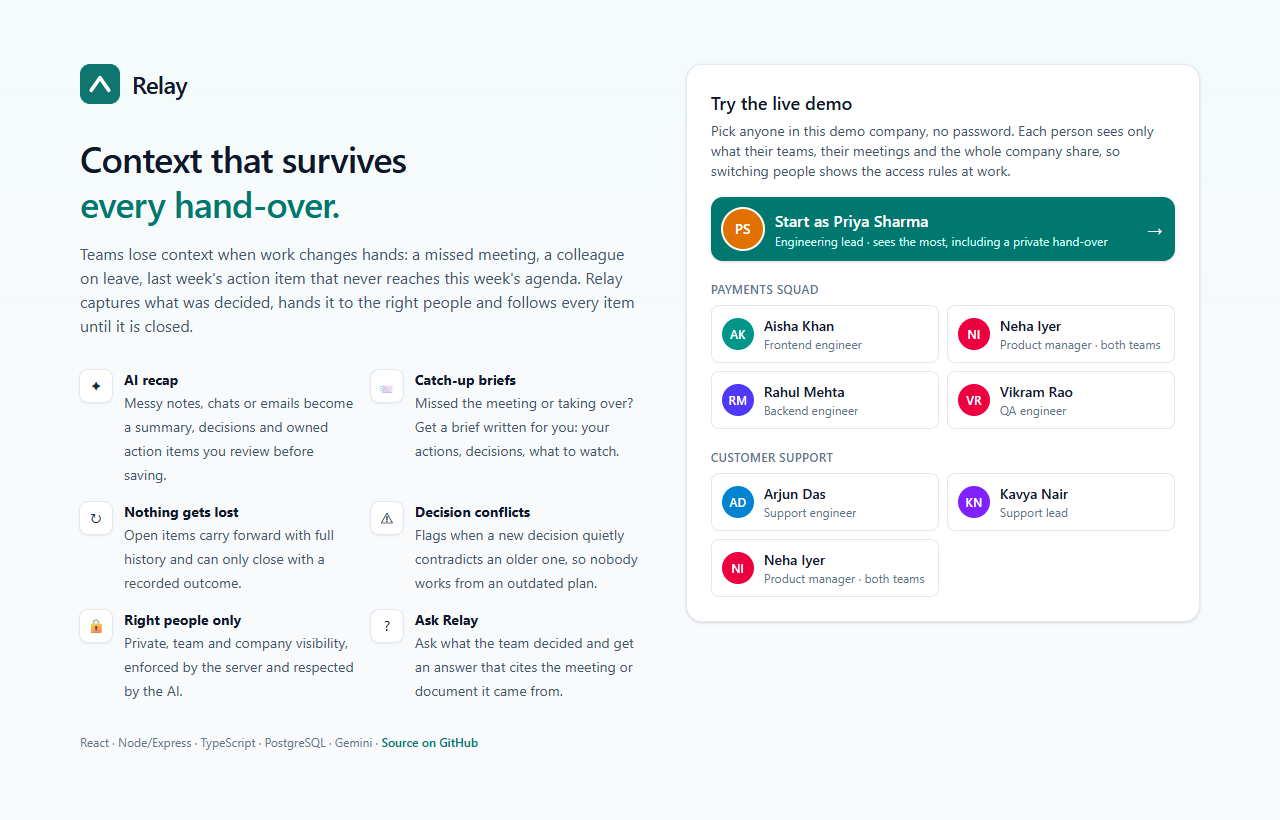 Relay
Context that survives
every hand-over.
Teams lose context when work changes hands: a missed meeting, a colleague
on leave, last week's action item that never reaches this week's agenda. Relay
captures what was decided, hands it to the right people and follows every item
until it is closed.
✦
AI recap
Messy notes, chats or emails become
a summary, decisions and owned
action items you review before
saving.
Catch-up briefs
Missed the meeting or taking over?
Get a brief written for you: your
actions, decisions, what to watch.
↻
Nothing gets lost
Open items carry forward with full
history and can only close with a
recorded outcome.
⚠
Decision conflicts
Flags when a new decision quietly
contradicts an older one, so nobody
works from an outdated plan.
🔒
Right people only
Private, team and company visibility,
enforced by the server and respected
by the AI.
?
Ask Relay
Ask what the team decided and get
an answer that cites the meeting or
document it came from.
React · Node/Express · TypeScript · PostgreSQL · Gemini · Source on GitHub
Try the live demo
Pick anyone in this demo company, no password. Each person sees only
what their teams, their meetings and the whole company share, so
switching people shows the access rules at work.
PS
Start as Priya Sharma
Engineering lead · sees the most, including a private hand-over
→
PAYMENTS SQUAD
AK
Aisha Khan
Frontend engineer
NI
Neha Iyer
Product manager · both teams
RM
Rahul Mehta
Backend engineer
VR
Vikram Rao
QA engineer
CUSTOMER SUPPORT
AD
Arjun Das
Support engineer
KN
Kavya Nair
Support lead
NI
Neha Iyer
Product manager · both teams